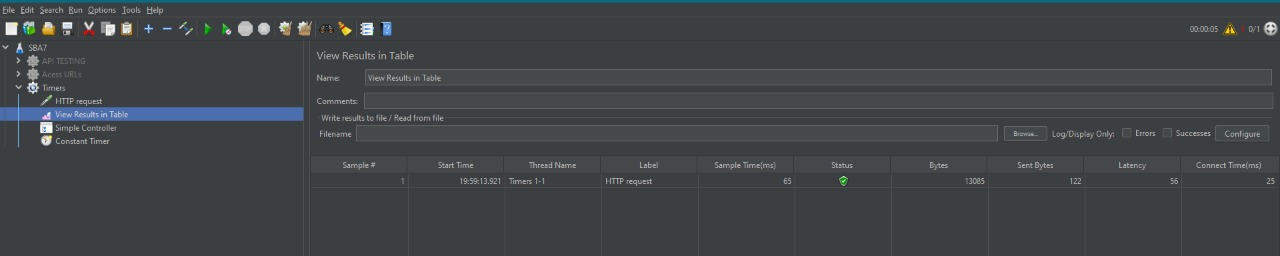 File Edit Search Run Options Tools Help
00:00:05 0/1
SBA7
API TESTING
Acess URLs
Timers
HTTP request
View Results in Table
Simple Controller
Constant Timer
View Results in Table
Name: View Results in Table
Comments:
Write results to file / Read from file
Filename Browse... Log/Display Only: Errors Successes Configure
Sample # Start Time Thread Name Label Sample Time(ms) Status Bytes Sent Bytes Latency Connect Time(ms)
1 19:59:13.921 Timers 1-1 HTTP request 65 13085 122 56 25